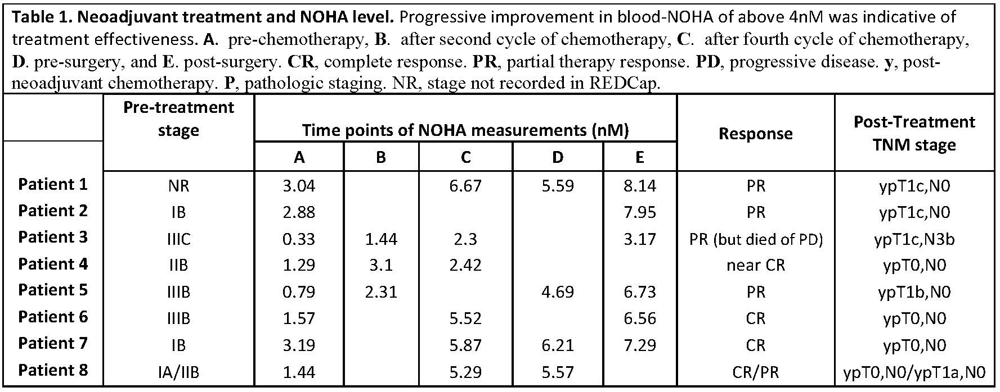 Table 1. Neoadjuvant treatment and NOHA level. Progressive improvement in blood-NOHA of above 4nM was indicative of
treatment effectiveness. A. pre-chemotherapy, B. after second cycle of chemotherapy, C. after fourth cycle of chemotherapy,
D. pre-surgery, and E. post-surgery. CR, complete response. PR, partial therapy response. PD, progressive disease. y, post-
neoadjuvant chemotherapy. P, pathologic staging. NR, stage not recorded in REDCap.
Pre-treatment stage Time points of NOHA measurements (nM) Response Post-Treatment TNM stage
A B C D E
Patient 1 NR 3.04 6.67 5.59 8.14 PR ypT1c,N0
Patient 2 IB 2.88 7.95 PR ypT1c,N0
Patient 3 IIIC 0.33 1.44 2.3 3.17 PR (but died of PD) ypT1c,N3b
Patient 4 IIB 1.29 3.1 2.42 near CR ypT0,N0
Patient 5 IIIB 0.79 2.31 4.69 6.73 PR ypT1b,N0
Patient 6 IIIB 1.57 5.52 6.56 CR ypT0,N0
Patient 7 IB 3.19 5.87 6.21 7.29 CR ypT0,N0
Patient 8 IA/IIB 1.44 5.29 5.57 CR/PR ypT0,N0/ypT1a,N0